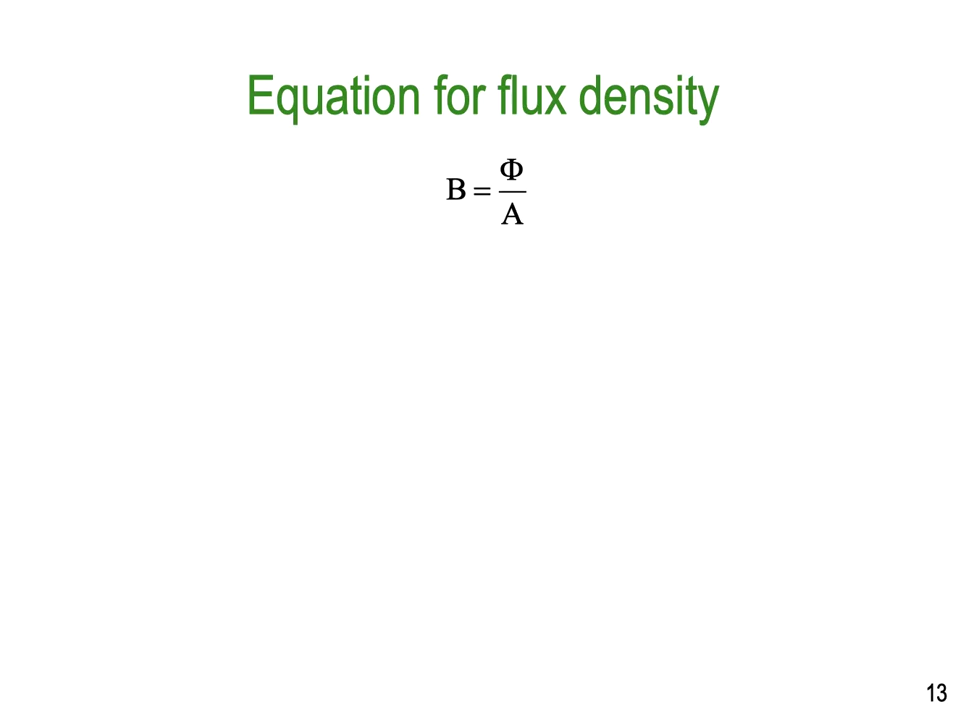 Equation for flux density
B = Φ / A
13